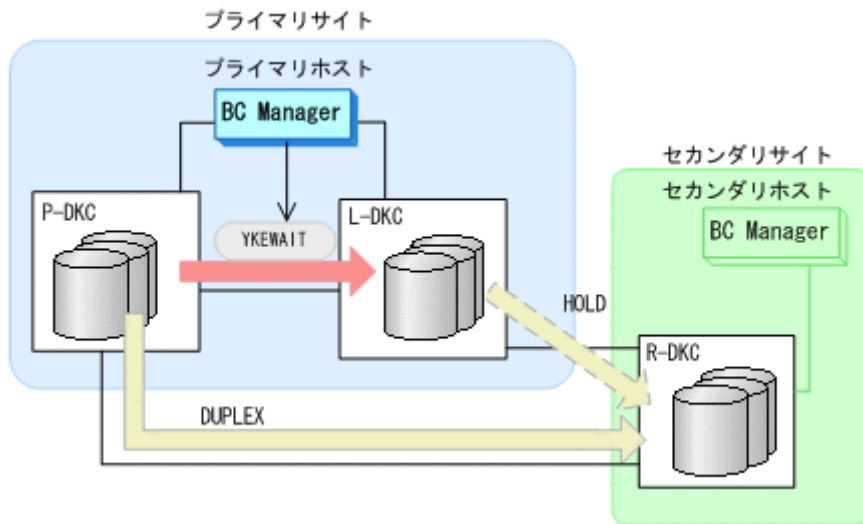 プライマリサイト
プライマリホスト
BC Manager
セカンダリサイト
セカンダリホスト
P-DKC
L-DKC
BC Manager
YKEWAIT
HOLD
R-DKC
DUPLEX